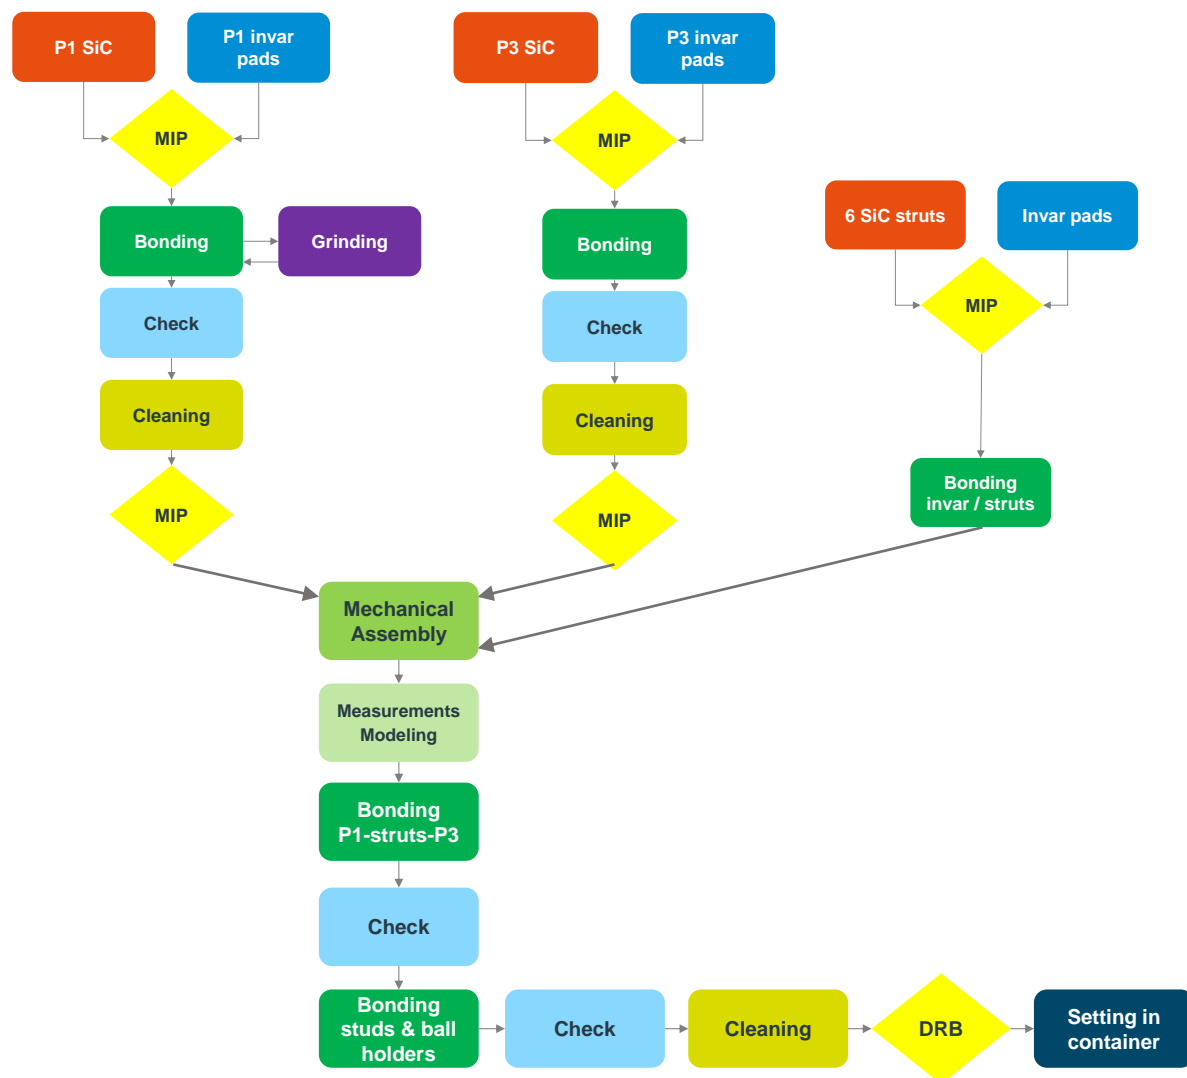 P1 SiC
P1 invar
pads
P3 SiC
P3 invar
pads
MIP
MIP
6 SiC struts
Invar pads
Bonding
Grinding
Bonding
MIP
Check
Check
Cleaning
Cleaning
Bonding
invar / struts
MIP
MIP
Mechanical
Assembly
Measurements
Modeling
Bonding
P1-struts-P3
Check
Bonding
studs & ball
holders
Check
Cleaning
DRB
Setting in
container